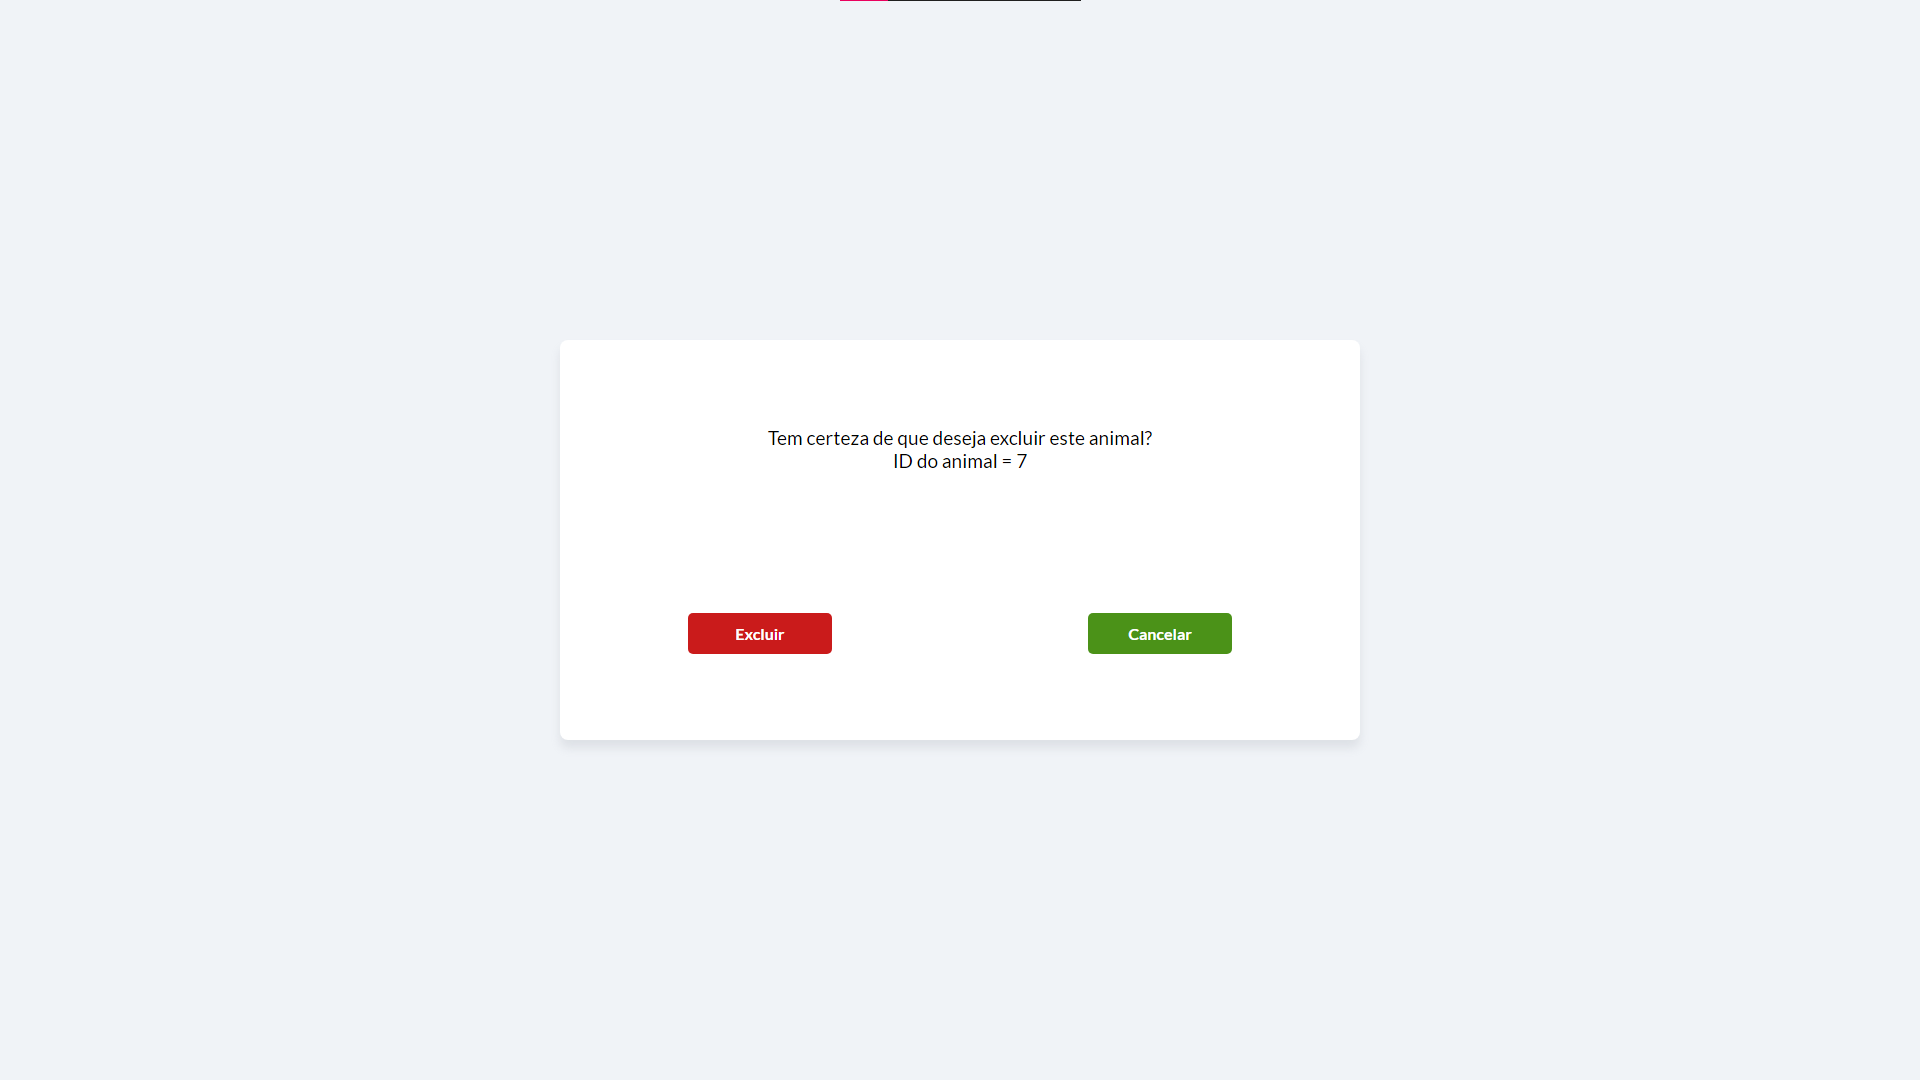 Tem certeza de que deseja excluir este animal?
ID do animal = 7
Excluir
Cancelar